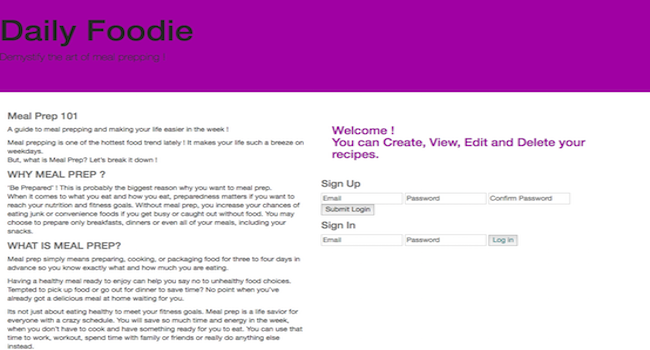 Daily Foodie
Demystify the art of meal prepping !
Meal Prep 101
A guide to meal prepping and making your life easier in the week !
Meal prepping is one of the hottest food trend lately ! It makes your life such a breeze on
weekdays.
But, what is Meal Prep? Let's break it down !
WHY MEAL PREP ?
'Be Prepared' ! This is probably the biggest reason why you want to meal prep.
When it comes to what you eat and how you eat, preparedness matters if you want to
reach your nutrition and fitness goals. Without meal prep, you increase your chances of
eating junk or convenience foods if you get busy or caught out without food. You may
choose to prepare only breakfasts, dinners or even all of your meals, including your
snacks.
WHAT IS MEAL PREP?
Meal prep simply means preparing, cooking, or packaging food for three to four days in
advance so you know exactly what and how much you are eating.
Having a healthy meal ready to enjoy can help you say no to unhealthy food choices.
Tempted to pick up food or go out for dinner to save time? No point when you've
already got a delicious meal at home waiting for you.
Its not just about eating healthy to meet your fitness goals. Meal prep is a life savior for
everyone with a crazy schedule. You will save so much time and energy in the week,
when you don't have to cook and have something ready for you to eat. You can use that
time to work, workout, spend time with family or friends or really do anything else
instead.
Welcome !
You can Create, View, Edit and Delete your
recipes.
Sign Up
Email Password Confirm Password
Submit Login
Sign In
Email Password Log In